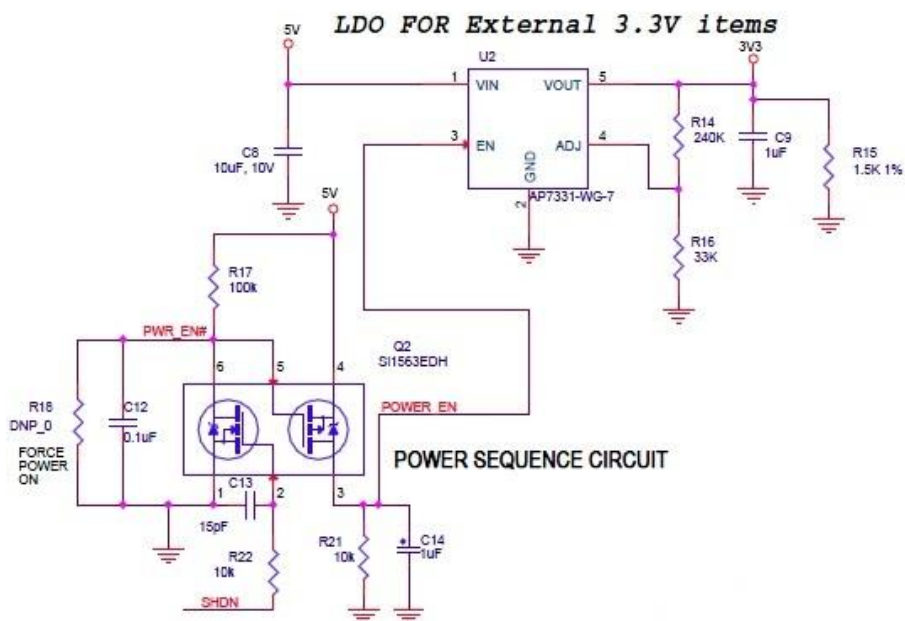 LDO FOR External 3.3V items
5V
3V3
U2
1
VIN
VOUT
5
R14
240K
C9
1uF
R15
1.5K 1%
3
EN
ADJ
4
C8
10uF, 10V
GND
2
AP7331-WG-7
5V
R16
33K
R17
100k
PWR_EN#
Q2
SI1563EDH
6
5
4
R18
DNP_0
C12
0.1uF
POWER_EN
FORCE
POWER
ON
POWER SEQUENCE CIRCUIT
C13
1
2
3
15pF
R22
10k
R21
10k
C14
1uF
SHDN